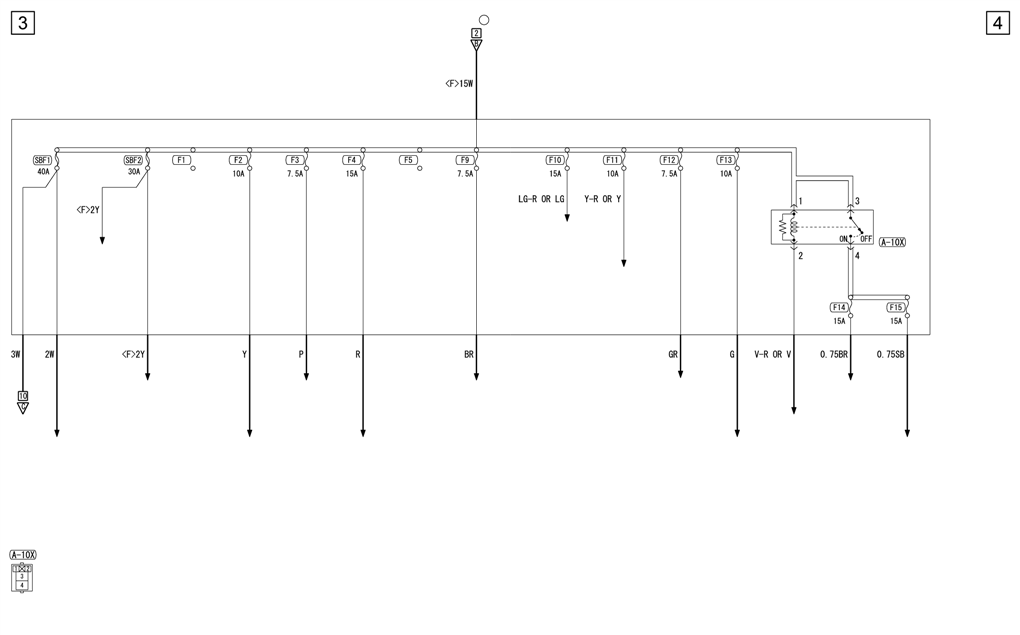 3
4
2
B
<F>15W
SBF1
SBF2
F1
F2
F3
F4
F5
F9
F10
F11
F12
F13
40A
30A
10A
7.5A
15A
7.5A
15A
10A
7.5A
10A
<F>2Y
LG-R OR LG
Y-R OR Y
1
3
ON
OFF
A-10X
2
4
F14
F15
15A
15A
3W
2W
<F>2Y
Y
P
R
BR
GR
G
V-R OR V
0.75BR
0.75SB
10
C
A-10X
1
2
3
4